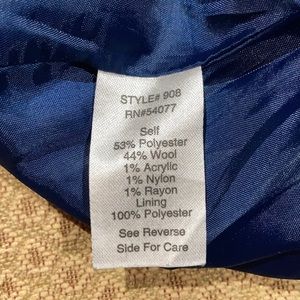 STYLE# 908
RN#54077
Self
53% Polyester
44% Wool
1% Acrylic
1% Nylon
1% Rayon
Lining
100% Polyester
See Reverse
Side For Care